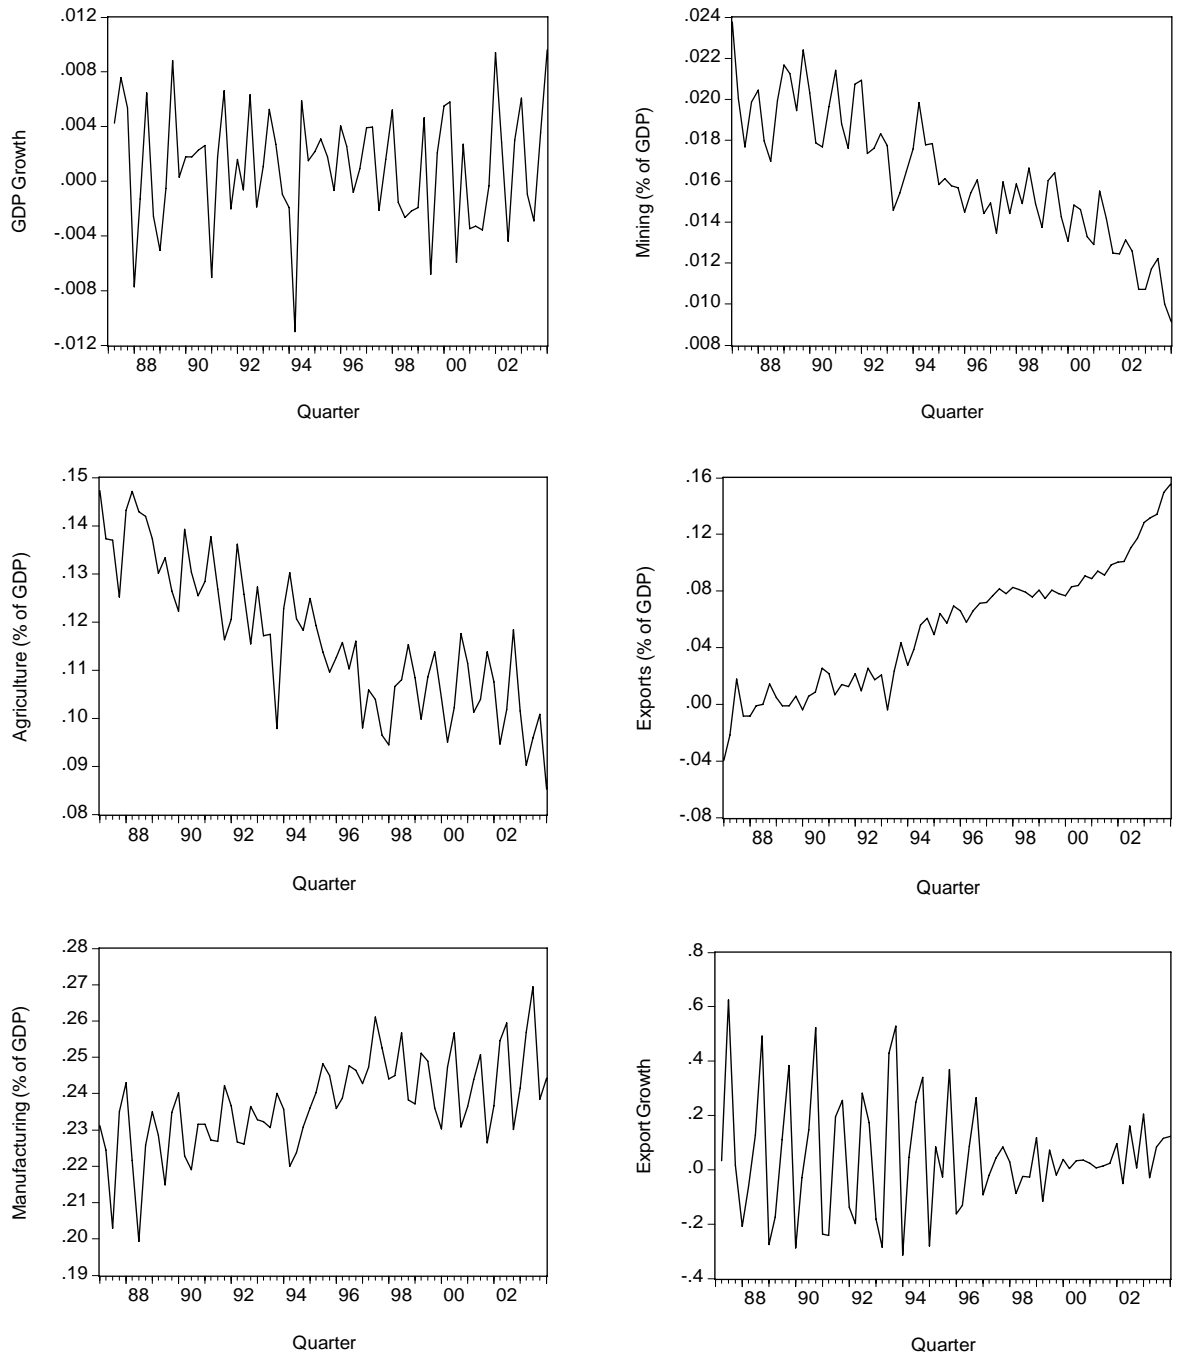 GDP Growth
.012
.008
.004
.000
-.004
-.008
-.012
88 90 92 94 96 98 00 02
Quarter
Mining (% of GDP)
.024
.022
.020
.018
.016
.014
.012
.010
.008
88 90 92 94 96 98 00 02
Quarter
Agriculture (% of GDP)
.15
.14
.13
.12
.11
.10
.09
.08
88 90 92 94 96 98 00 02
Quarter
Exports (% of GDP)
.16
.12
.08
.04
.00
-.04
-.08
88 90 92 94 96 98 00 02
Quarter
Manufacturing (% of GDP)
.28
.27
.26
.25
.24
.23
.22
.21
.20
.19
88 90 92 94 96 98 00 02
Quarter
Export Growth
.8
.6
.4
.2
.0
-.2
-.4
88 90 92 94 96 98 00 02
Quarter